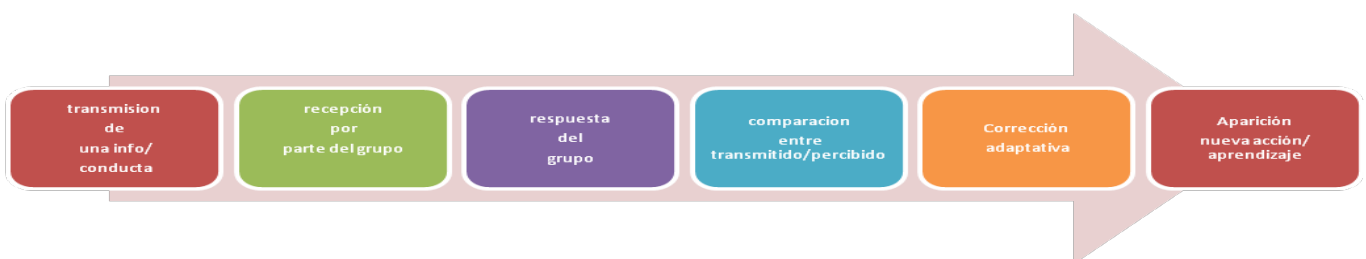 transmision
de
una info/
conducta
recepción
por
parte del grupo
respuesta
del
grupo
comparacion
entre
transmitido/percibido
Corrección
adaptativa
Aparición
nueva acción/
aprendizaje